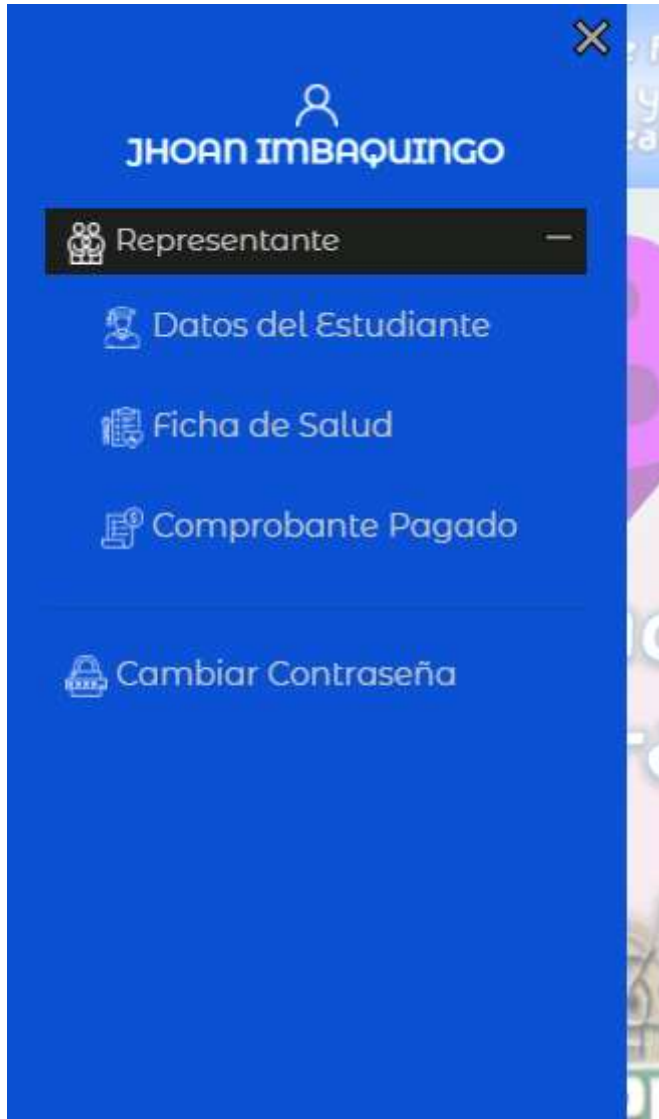 JHOAN IMBAQUINGO
Representante
Datos del Estudiante
Ficha de Salud
Comprobante Pagado
Cambiar Contraseña